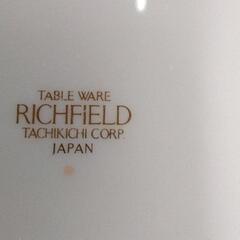 TABLE WARE
RICHFiELD
TACHIKICHI CORP.
JAPAN